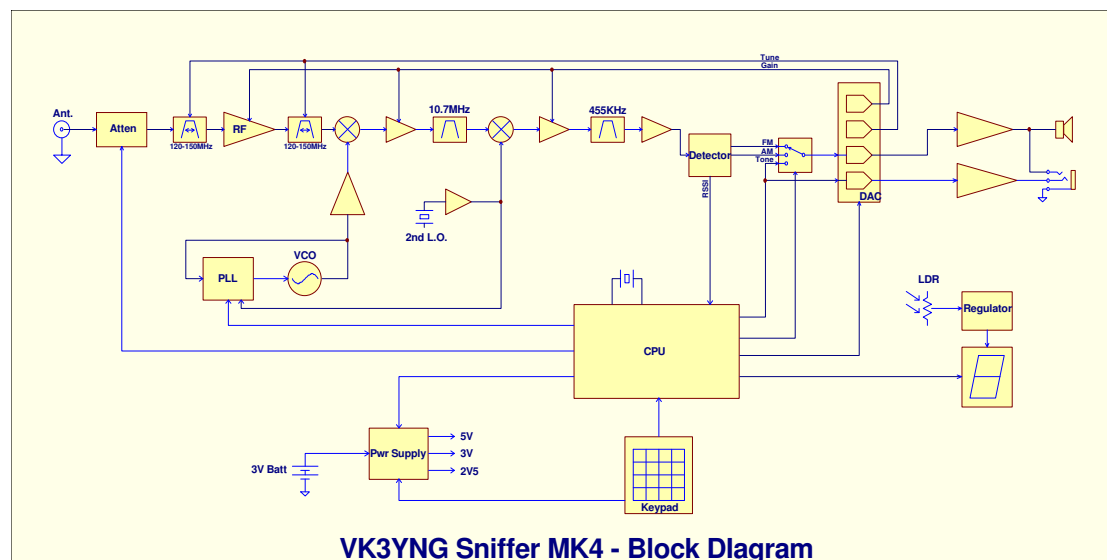 Tune
Gain
Ant.
Atten
120-150MHz
RF
120-150MHz
10.7MHz
455KHz
Detector
FM
AM
Tone
RSSI
DAC
2nd L.O.
PLL
VCO
CPU
LDR
Regulator
3V Batt
Pwr Supply
5V
3V
2V5
Keypad
VK3YNG Sniffer MK4 - Block DIagram